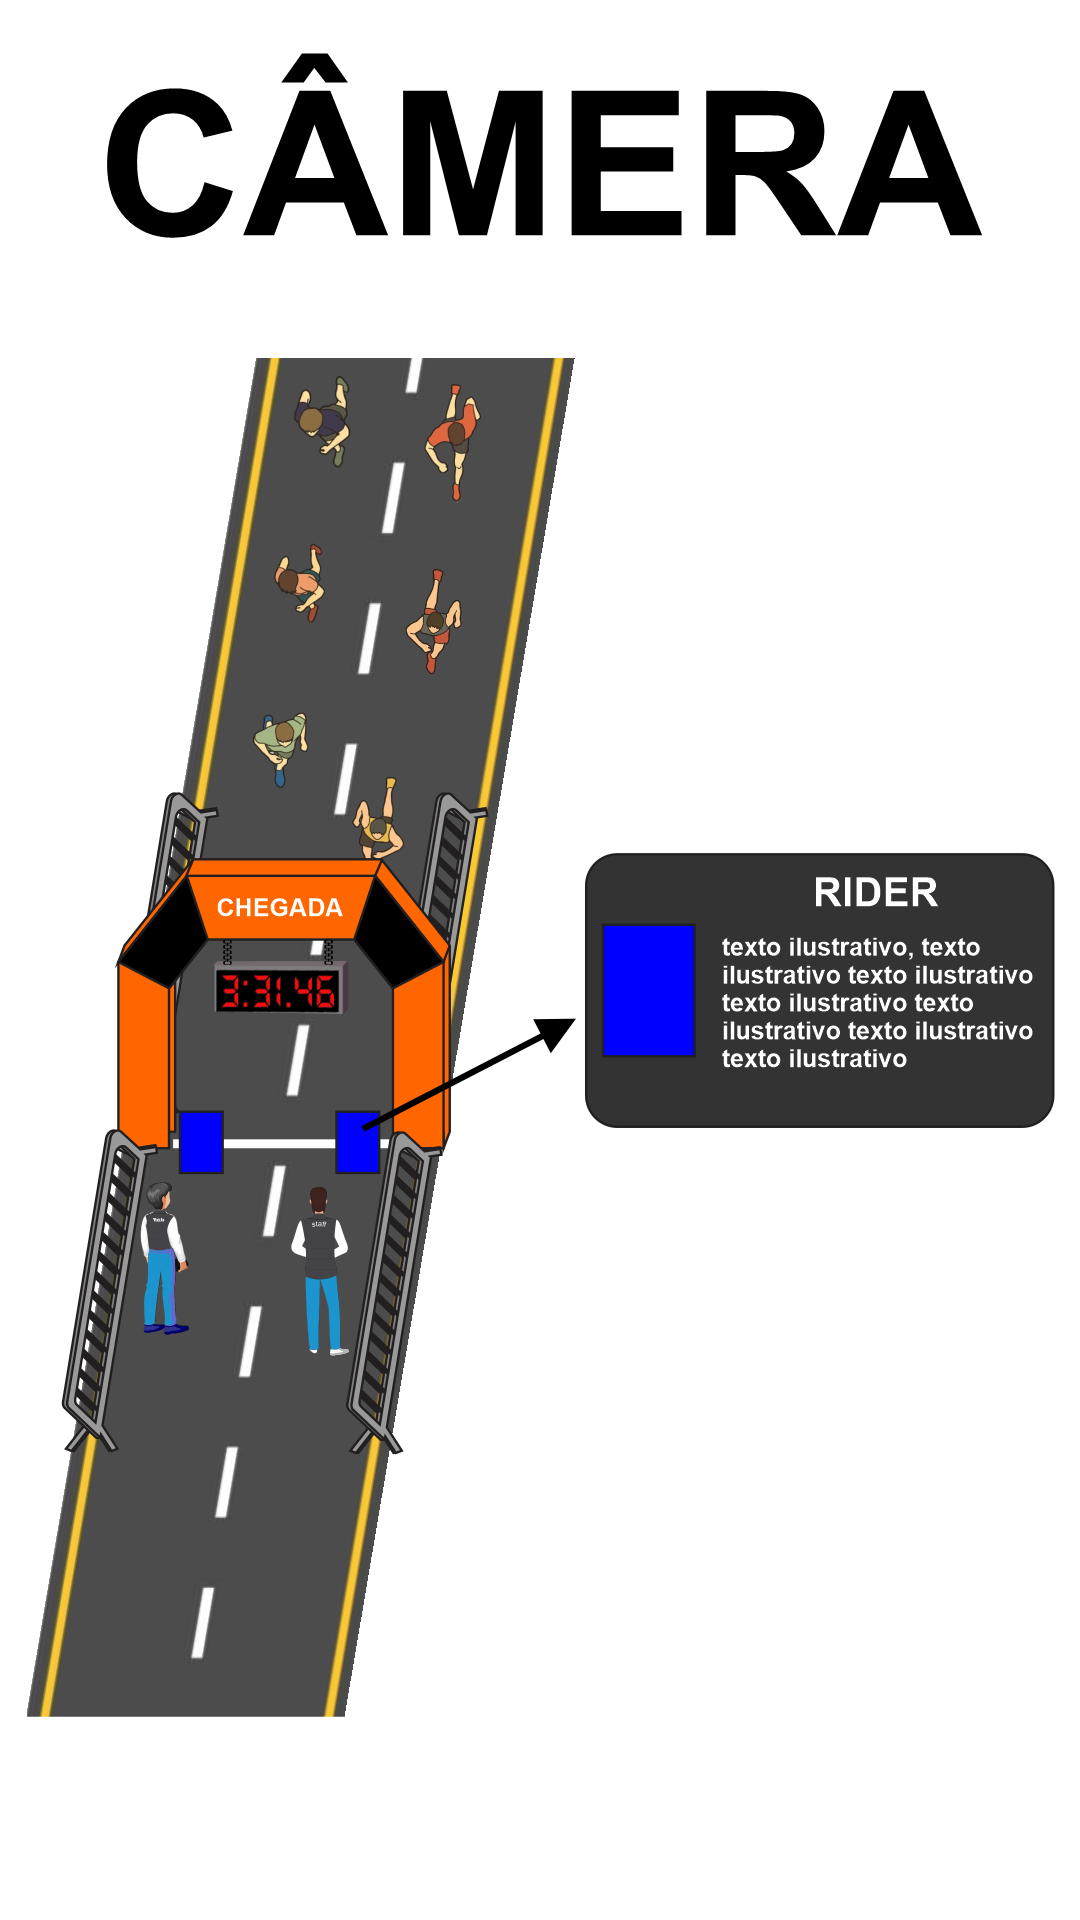 CÂMERA
CHEGADA
3:31.46
RIDER
texto ilustrativo, texto
ilustrativo texto ilustrativo
texto ilustrativo texto
ilustrativo texto ilustrativo
texto ilustrativo
staff